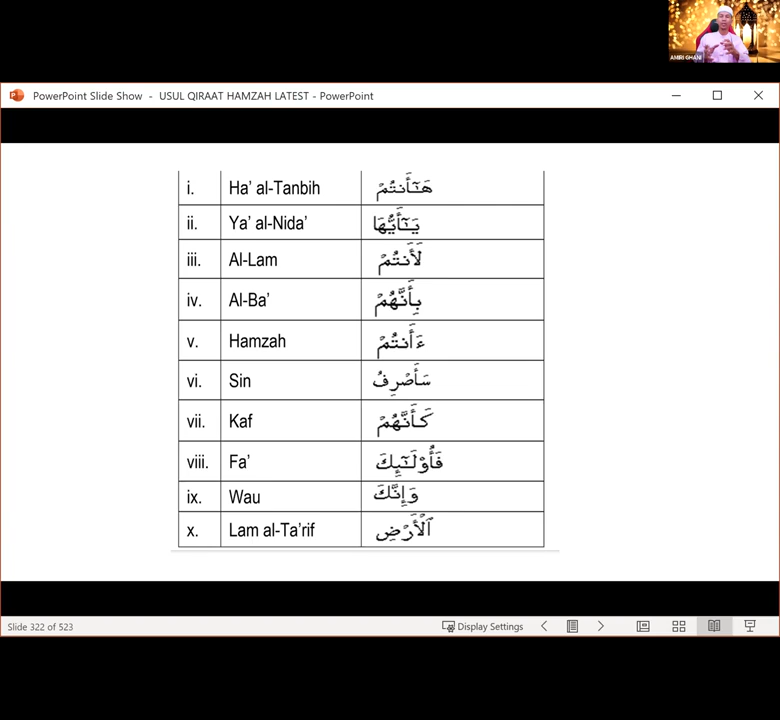 AMIRI GHANI
PowerPoint Slide Show - USUL QIRAAT HAMZAH LATEST - PowerPoint
i. Ha’ al-Tanbih هَـٰٓأَنتُمْ
ii. Ya’ al-Nida’ يَـٰٓأَيُّهَا
iii. Al-Lam لَأَنتُمْ
iv. Al-Ba’ بِأَنَّهُمْ
v. Hamzah ءَأَنتُمْ
vi. Sin سَأَصْرِفُ
vii. Kaf كَأَنَّهُمْ
viii. Fa’ فَأُوْلَـٰٓئِكَ
ix. Wau وَإِنَّكَ
x. Lam al-Ta’rif ٱلْأَرْضِ
Slide 322 of 523 Display Settings